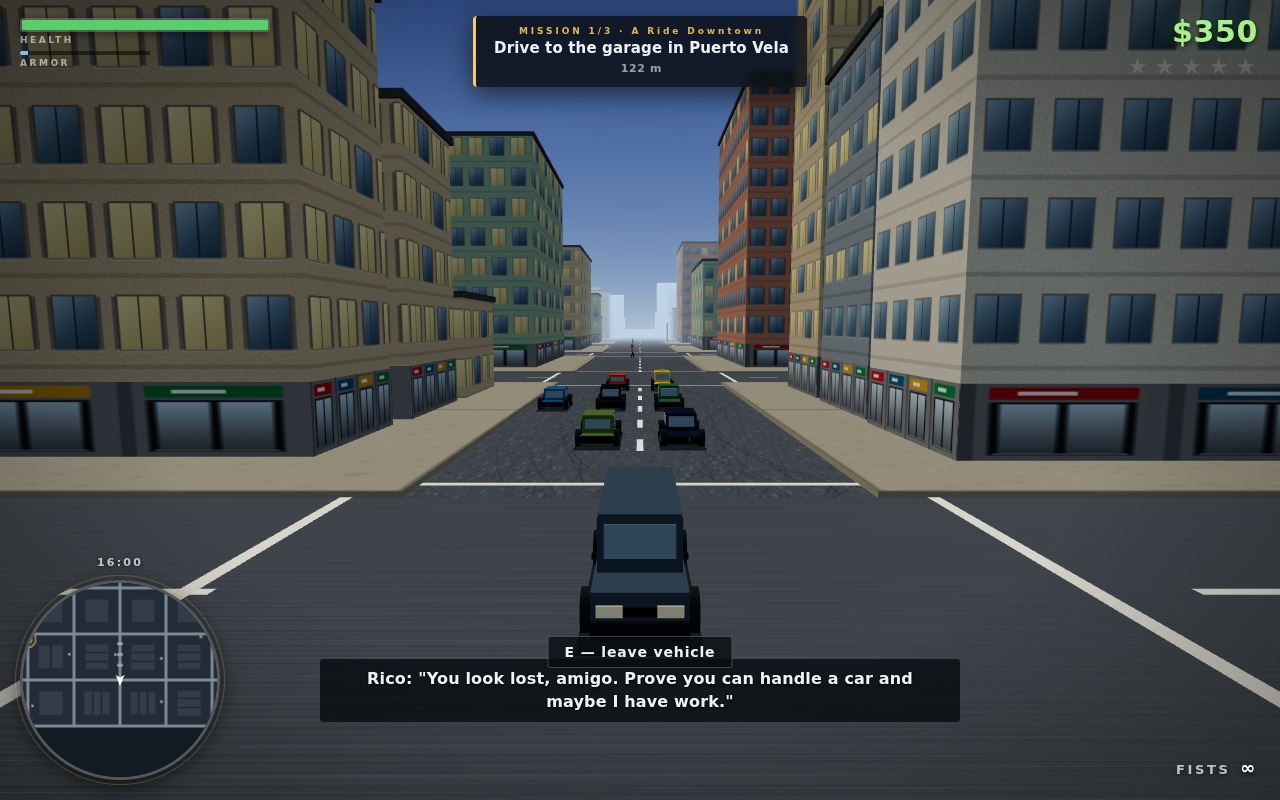 HEALTH
ARMOR
MISSION 1/3 · A Ride Downtown
Drive to the garage in Puerto Vela
122 m
$350
16:00
E — leave vehicle
Rico: "You look lost, amigo. Prove you can handle a car and
maybe I have work."
FISTS ∞